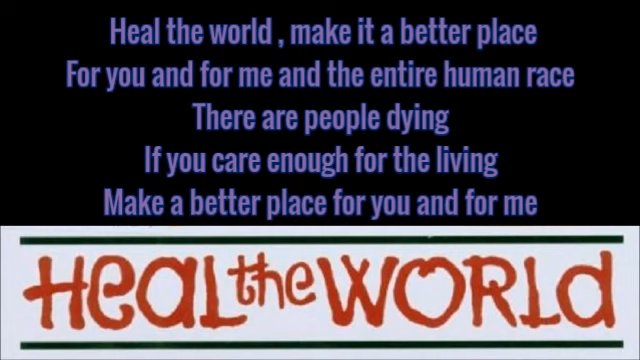 Heal the world , make it a better place
For you and for me and the entire human race
There are people dying
If you care enough for the living
Make a better place for you and for me
HeaL the WORLd